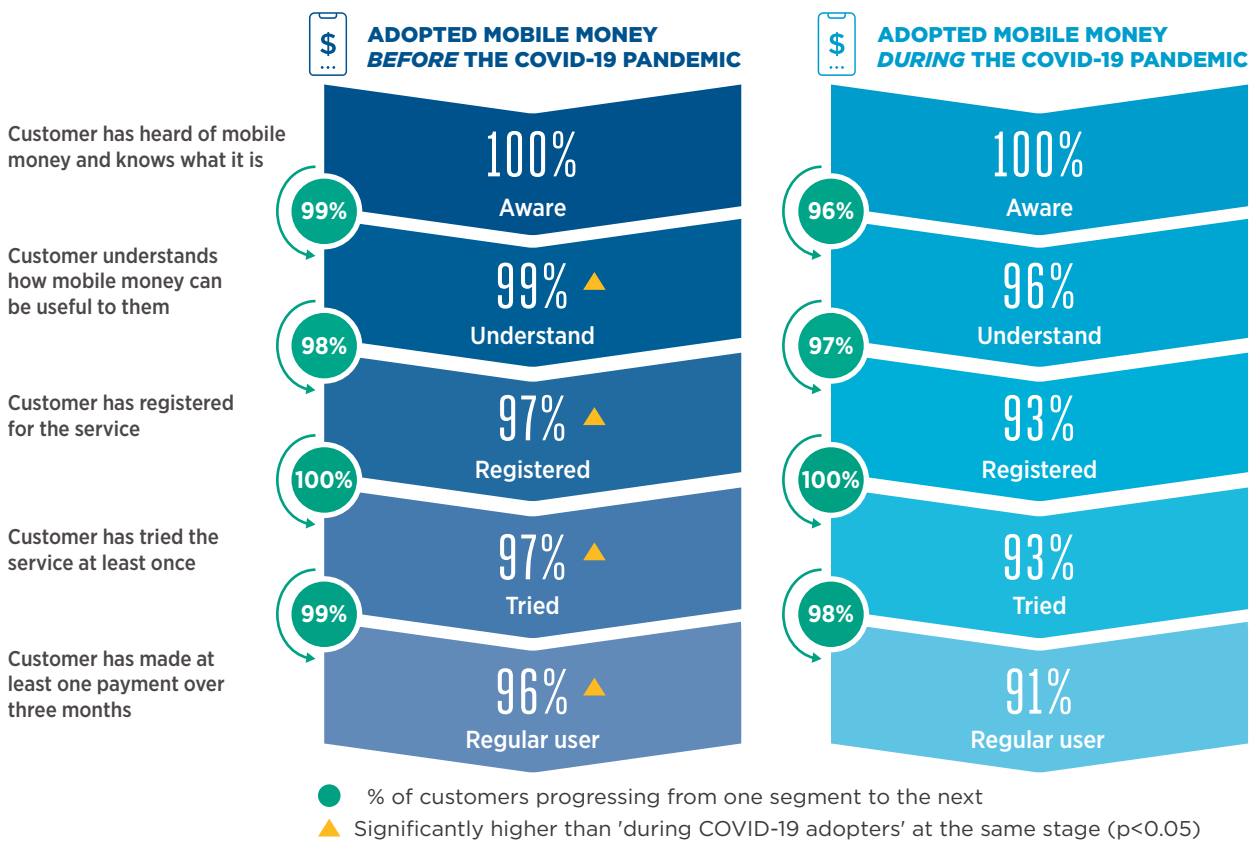 $
ADOPTED MOBILE MONEY
BEFORE THE COVID-19 PANDEMIC
$
ADOPTED MOBILE MONEY
DURING THE COVID-19 PANDEMIC
Customer has heard of mobile
money and knows what it is
100%
Aware
100%
Aware
99%
96%
Customer understands
how mobile money can
be useful to them
99%
Understand
96%
Understand
98%
97%
Customer has registered
for the service
97%
Registered
93%
Registered
100%
100%
Customer has tried the
service at least once
97%
Tried
93%
Tried
99%
98%
Customer has made at
least one payment over
three months
96%
Regular user
91%
Regular user
% of customers progressing from one segment to the next
Significantly higher than 'during COVID-19 adopters' at the same stage (p<0.05)